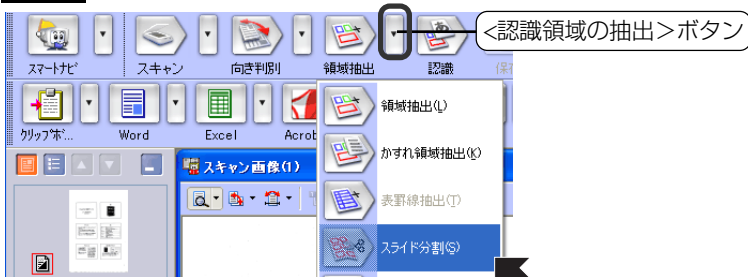 <認識領域の抽出>ボタン
スマートナビ スキャン 向き判別 領域抽出 認識
クリップボ... Word Excel Acrob
領域抽出(L)
かすれ領域抽出(K)
表罫線抽出(T)
スライド分割(S)
スキャン画像(1)